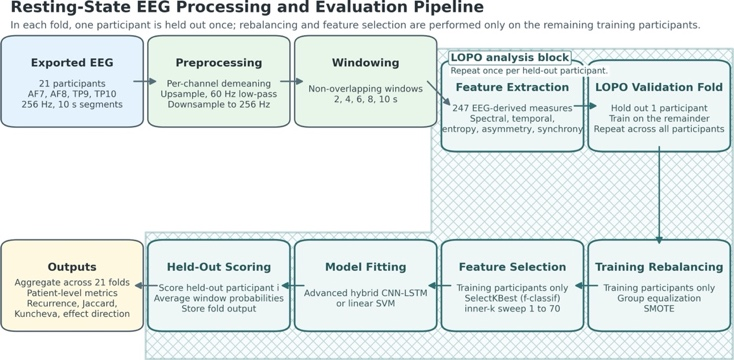 Resting-State EEG Processing and Evaluation Pipeline
In each fold, one participant is held out once; rebalancing and feature selection are performed only on the remaining training participants.
Exported EEG
21 participants
AF7, AF8, TP9, TP10
256 Hz, 10 s segments
Preprocessing
Per-channel demeaning
Upsample, 60 Hz low-pass
Downsample to 256 Hz
Windowing
Non-overlapping windows
2, 4, 6, 8, 10 s
LOPO analysis block
Repeat once per held-out participant.
Feature Extraction
247 EEG-derived measures
Spectral, temporal,
entropy, asymmetry, synchrony
LOPO Validation Fold
Hold out 1 participant
Train on the remainder
Repeat across all participants
Training Rebalancing
Training participants only
Group equalization
SMOTE
Feature Selection
Training participants only
SelectKBest (f-classif)
inner-k sweep 1 to 70
Model Fitting
Advanced hybrid CNN-LSTM
or linear SVM
Held-Out Scoring
Score held-out participant i
Average window probabilities
Store fold output
Outputs
Aggregate across 21 folds
Patient-level metrics
Recurrence, Jaccard,
Kuncheva, effect direction